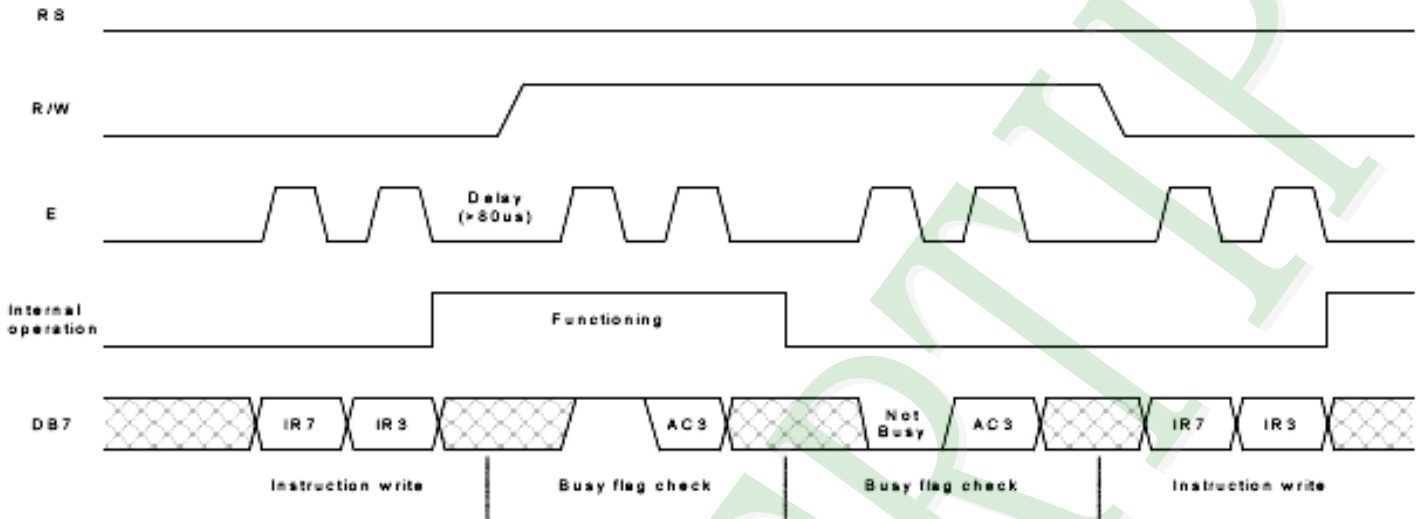 RS
R/W
E
Delay
(>80us)
Internal
operation
Functioning
DB7
IR7
IR3
AC3
Not
Busy
AC3
IR7
IR3
Instruction write
Busy flag check
Busy flag check
Instruction write